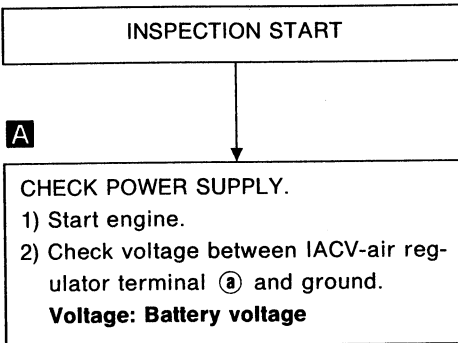 INSPECTION START
A
CHECK POWER SUPPLY.
1) Start engine.
2) Check voltage between IACV-air reg-
ulator terminal ⓐ and ground.
Voltage: Battery voltage